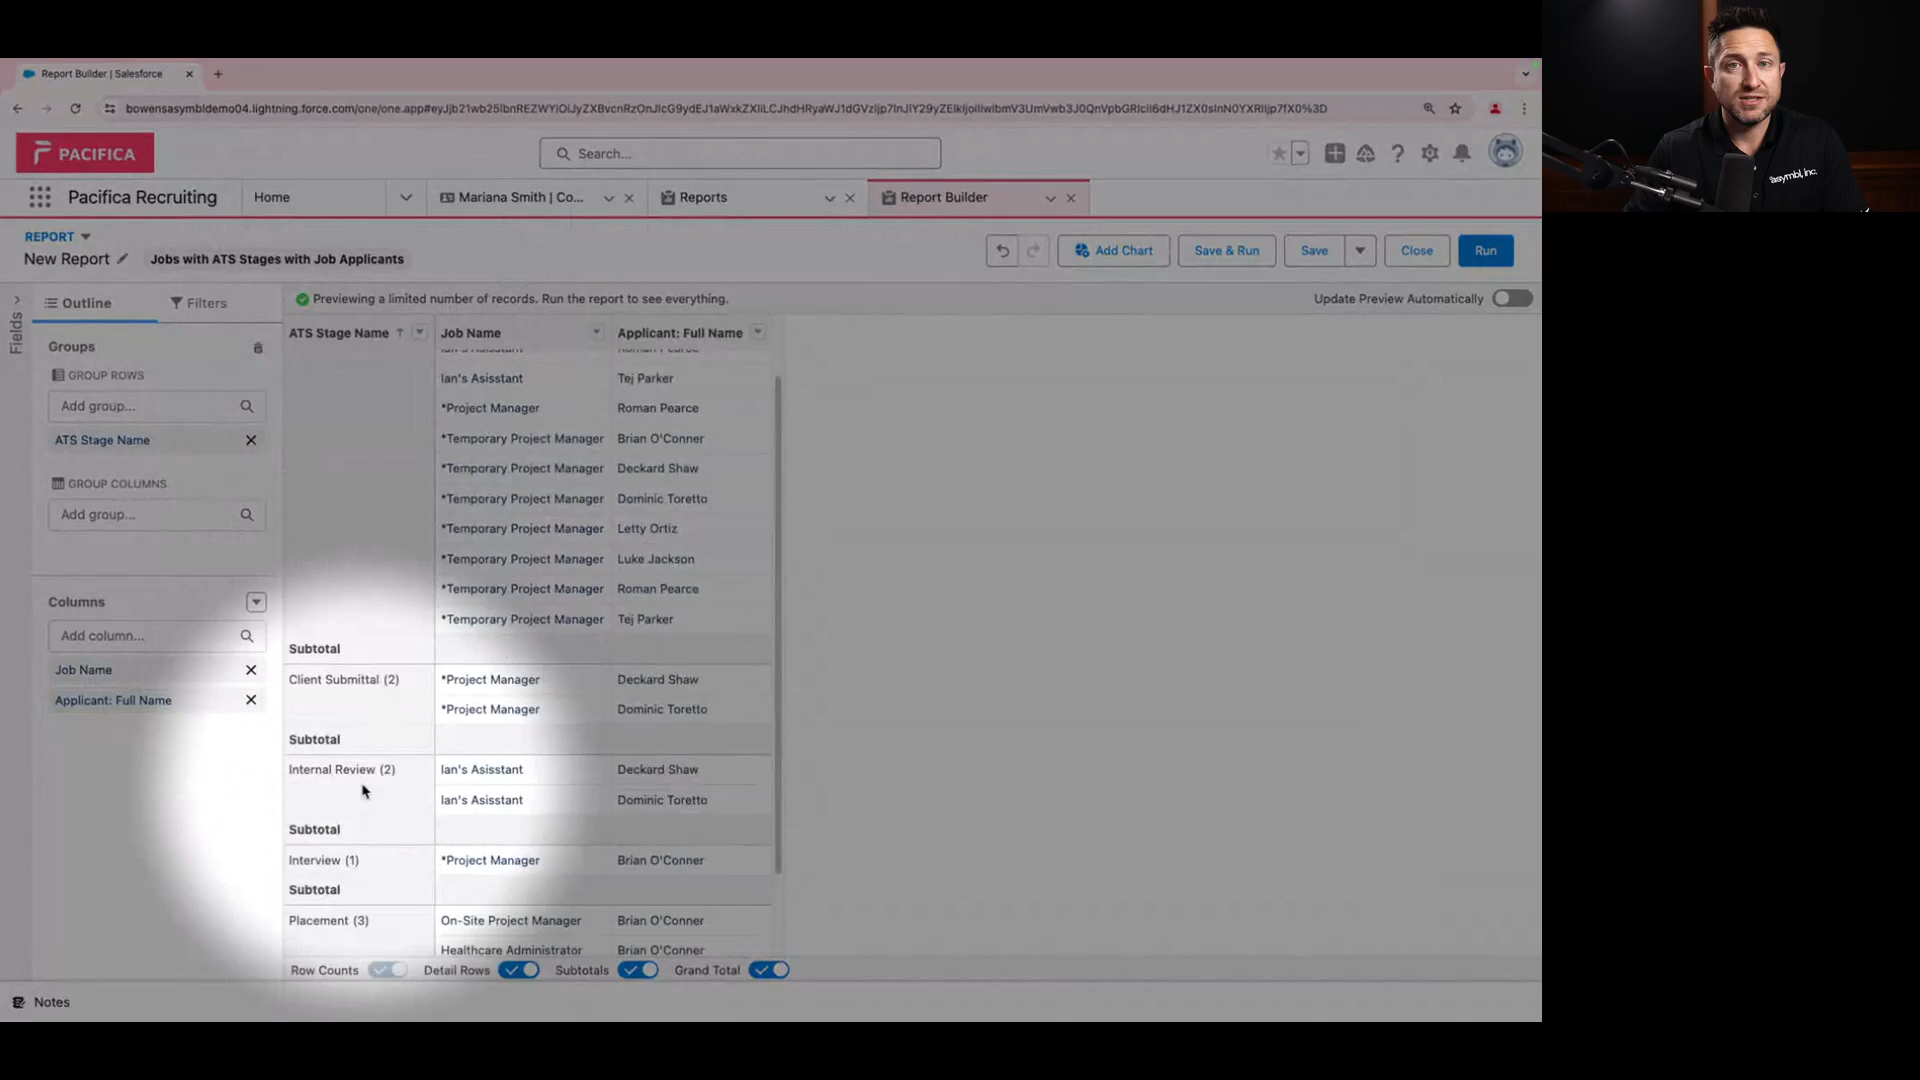 Report Builder | Salesforce
PACIFICA
Search...
Pacifica Recruiting
Home
Mariana Smith | Co...
Reports
Report Builder
REPORT
New Report
Jobs with ATS Stages with Job Applicants
Add Chart
Save & Run
Save
Close
Run
Fields
Outline
Filters
Previewing a limited number of records. Run the report to see everything.
Update Preview Automatically
Groups
GROUP ROWS
Add group...
ATS Stage Name
GROUP COLUMNS
Add group...
Columns
Add column...
Job Name
Applicant: Full Name
ATS Stage Name
Job Name
Applicant: Full Name
Ian's Asisstant
Roman Pearce
Ian's Asisstant
Tej Parker
*Project Manager
Roman Pearce
*Temporary Project Manager
Brian O'Conner
*Temporary Project Manager
Deckard Shaw
*Temporary Project Manager
Dominic Toretto
*Temporary Project Manager
Letty Ortiz
*Temporary Project Manager
Luke Jackson
*Temporary Project Manager
Roman Pearce
*Temporary Project Manager
Tej Parker
Subtotal
Client Submittal (2)
*Project Manager
Deckard Shaw
*Project Manager
Dominic Toretto
Subtotal
Internal Review (2)
Ian's Asisstant
Deckard Shaw
Ian's Asisstant
Dominic Toretto
Subtotal
Interview (1)
*Project Manager
Brian O'Conner
Subtotal
Placement (3)
On-Site Project Manager
Brian O'Conner
Healthcare Administrator
Brian O'Conner
Row Counts
Detail Rows
Subtotals
Grand Total
Notes
asymbl, inc.